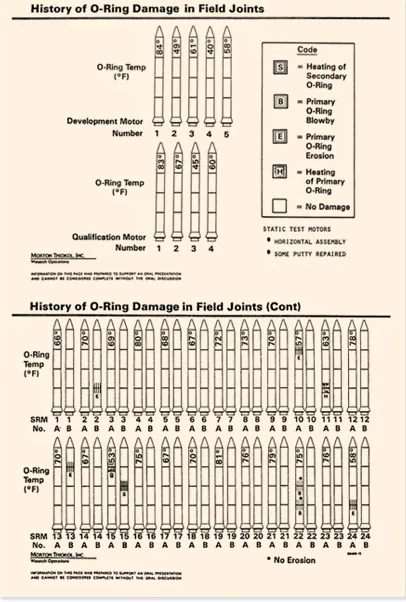 History of O-Ring Damage in Field Joints
O-Ring Temp
(°F)
84° 49° 61° 40° 58°
Development Motor
Number 1 2 3 4 5
O-Ring Temp
(°F)
83° 67° 45° 60°
Qualification Motor
Number 1 2 3 4
Code
S = Heating of
Secondary
O-Ring
B = Primary
O-Ring
Blowby
E = Primary
O-Ring
Erosion
H = Heating
of Primary
O-Ring
= No Damage
STATIC TEST MOTORS
* HORIZONTAL ASSEMBLY
* SOME PUTTY REPAIRED
MORTON THIOKOL, INC.
Wasatch Operations
INFORMATION ON THIS PAGE WAS PREPARED TO SUPPORT AN ORAL PRESENTATION
AND CANNOT BE CONSIDERED COMPLETE WITHOUT THE ORAL DISCUSSION
History of O-Ring Damage in Field Joints (Cont)
O-Ring
Temp
(°F)
66° 70° 69° 80° 68° 67° 72° 73° 70° 57° 63° 78°
E
E
H
SRM 1 1 2 2 3 3 4 4 5 5 6 6 7 7 8 8 9 9 10 10 11 11 12 12
No. A B A B A B A B A B A B A B A B A B A B A B A B
O-Ring
Temp
(°F)
70° 67° 53° 75° 67° 70° 81° 76° 79° 75° 76° 58°
E
B
S
B
B
E
SRM 13 13 14 14 15 15 16 16 17 17 18 18 19 19 20 20 21 21 22 22 23 23 24 24
No. A B A B A B A B A B A B A B A B A B A B A B A B
MORTON THIOKOL, INC.
Wasatch Operations
* No Erosion
INFORMATION ON THIS PAGE WAS PREPARED TO SUPPORT AN ORAL PRESENTATION
AND CANNOT BE CONSIDERED COMPLETE WITHOUT THE ORAL DISCUSSION